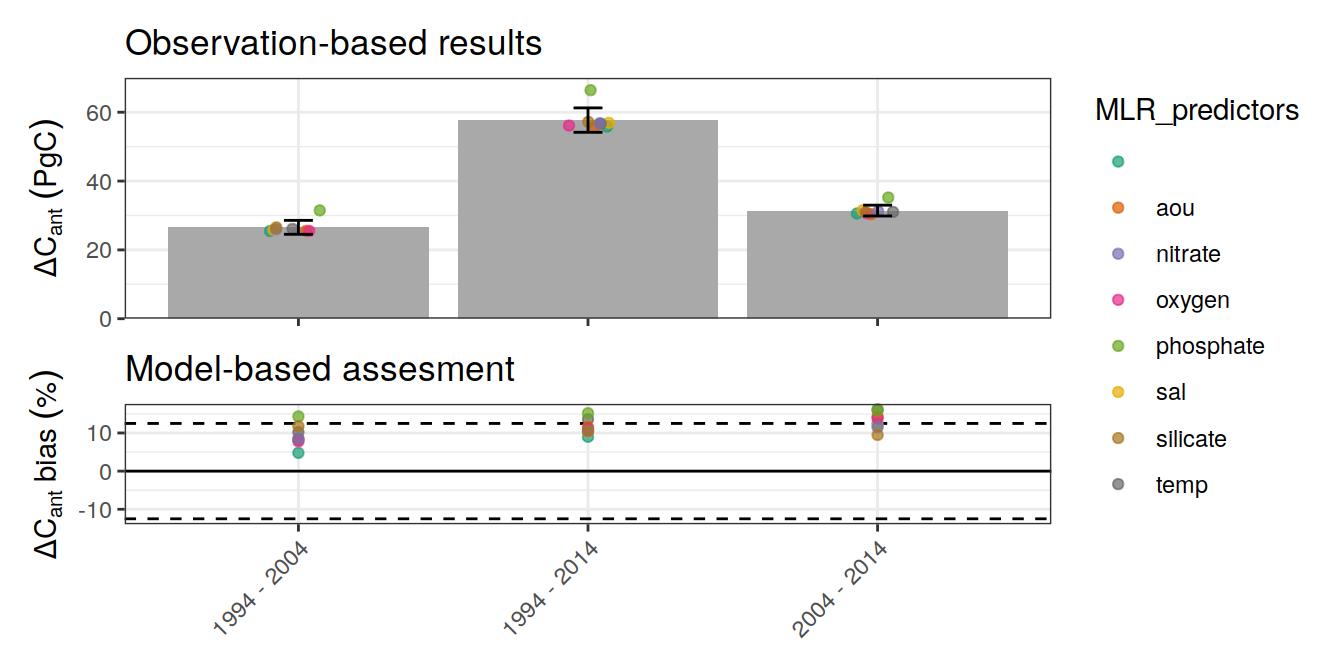 Observation-based results
ΔCant (PgC)
60
40
20
0
Model-based assesment
ΔCant bias (%)
10
0
-10
1994 - 2004
1994 - 2014
2004 - 2014
MLR_predictors
aou
nitrate
oxygen
phosphate
sal
silicate
temp